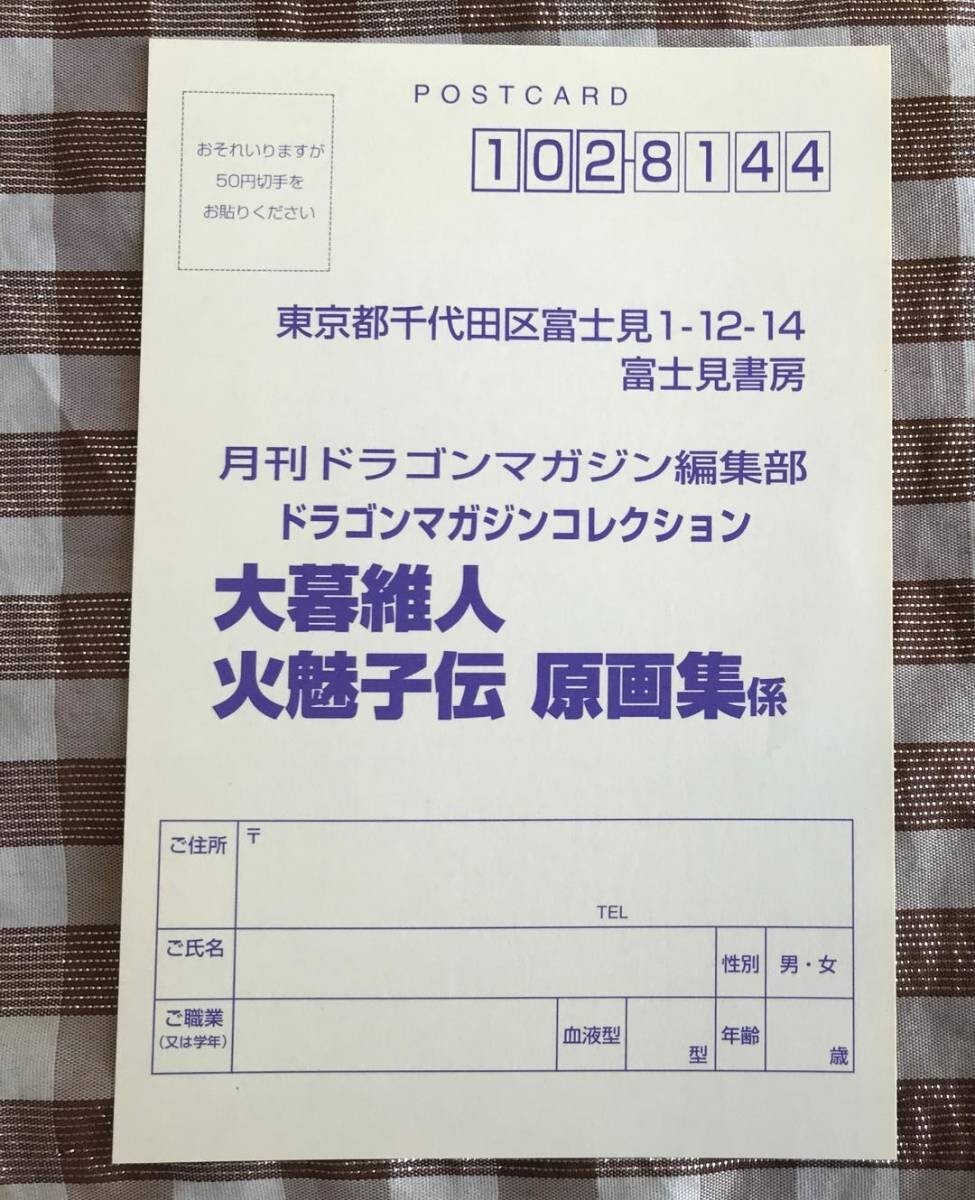 POSTCARD
おそれいりますが
50円切手を
お貼りください
102-8144
東京都千代田区富士見1-12-14
富士見書房
月刊ドラゴンマガジン編集部
ドラゴンマガジンコレクション
大暮維人
火魅子伝 原画集係
ご住所 〒
TEL
ご氏名 性別 男・女
ご職業 血液型 型 年齢 歳
(又は学年)